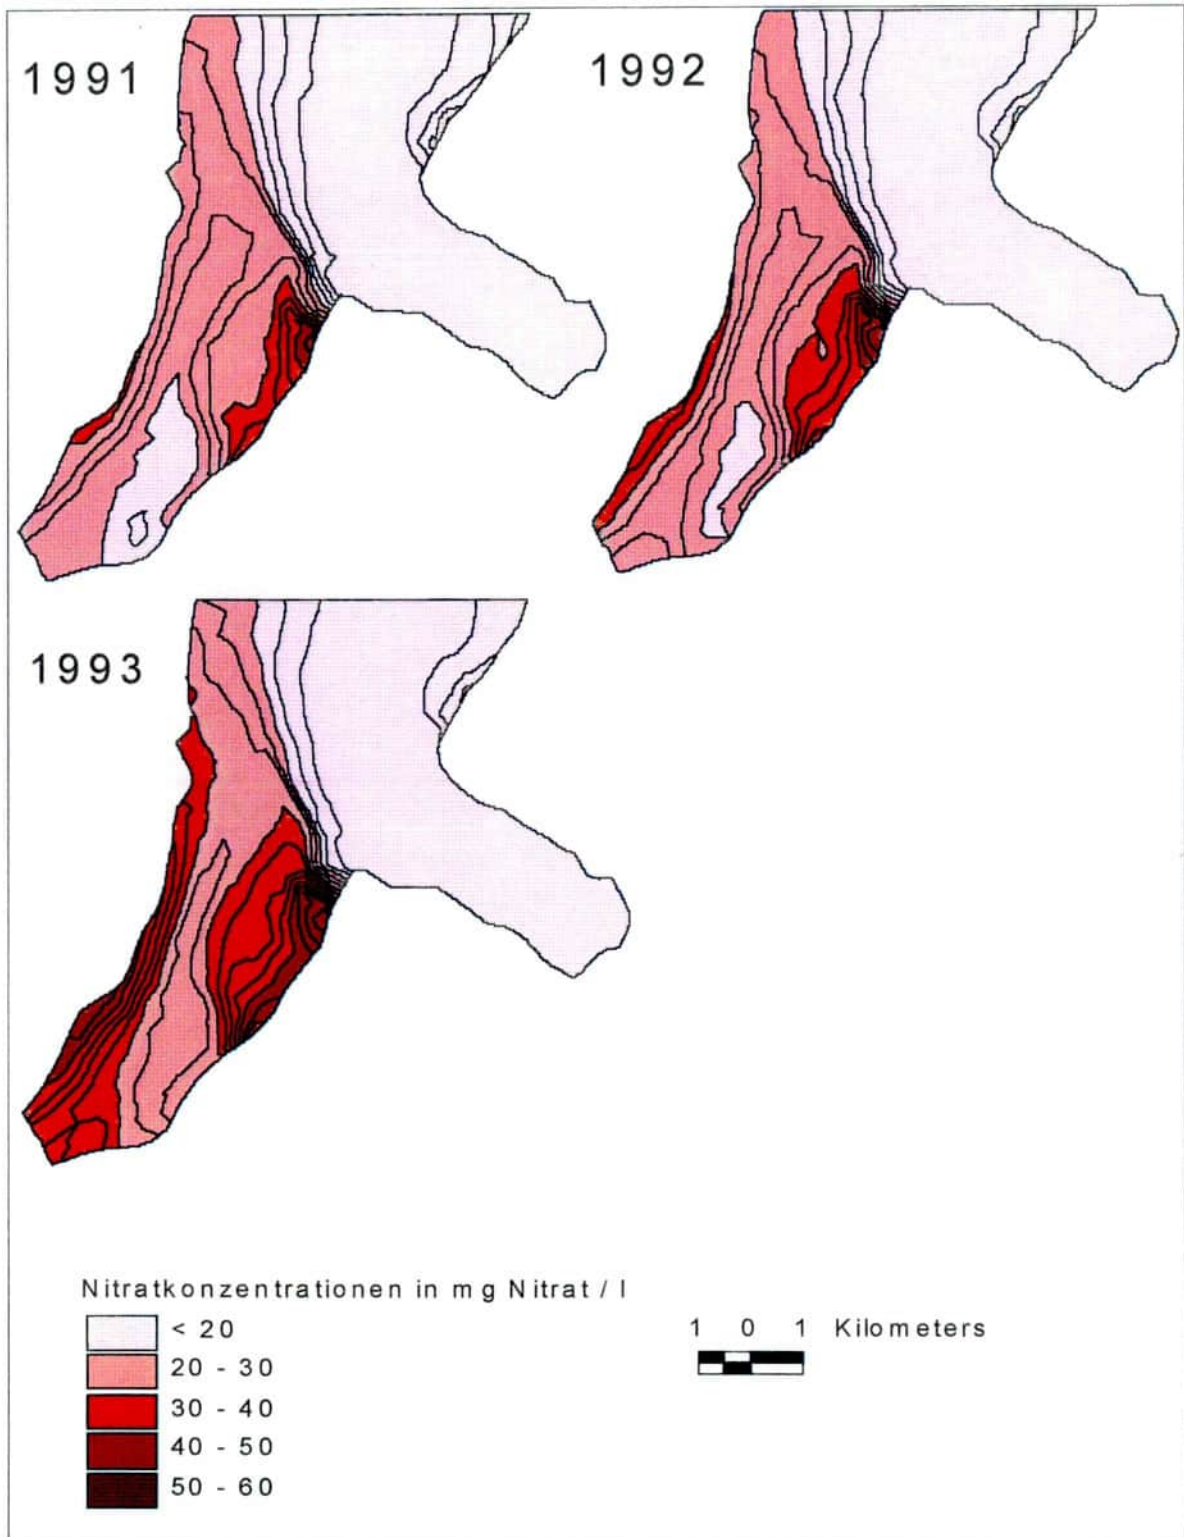 1991
1992
1993
Nitratkonzentrationen in mg Nitrat / l
< 20
20 - 30
30 - 40
40 - 50
50 - 60
1 0 1 Kilometers